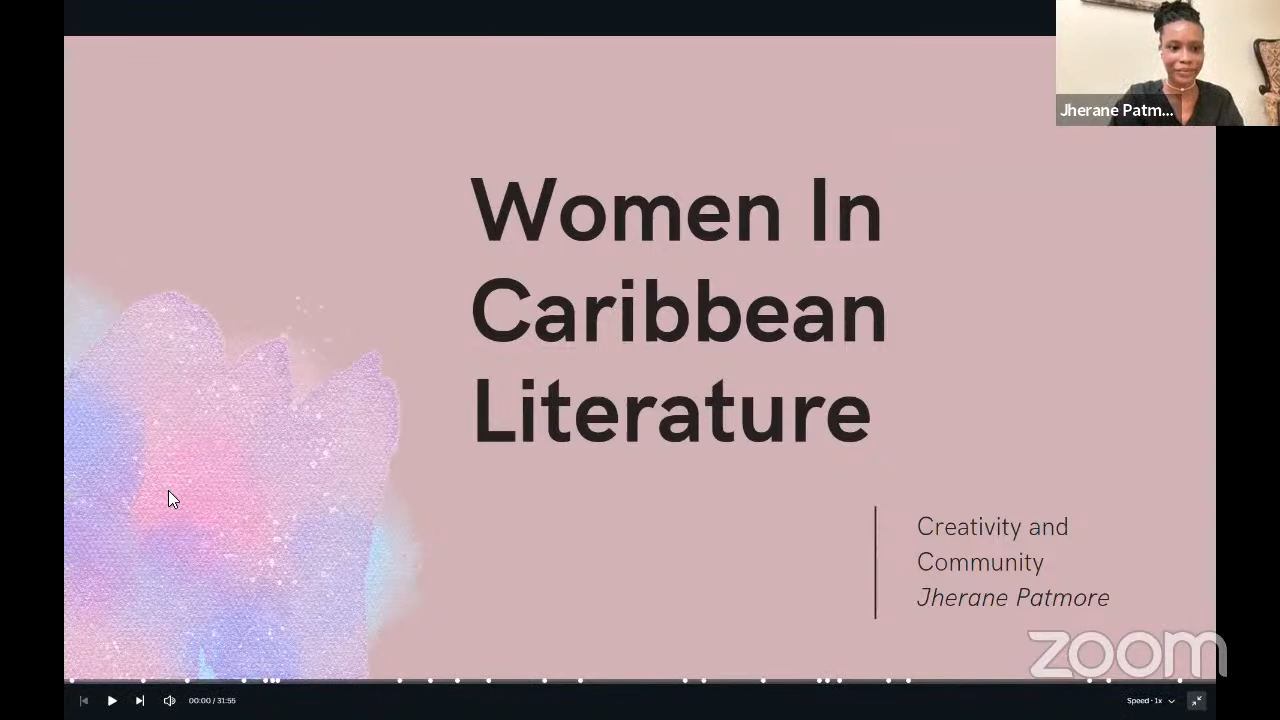 Jherane Patm...
Women In
Caribbean
Literature
Creativity and
Community
Jherane Patmore
zoom
00:00 / 31:55
Speed · 1x